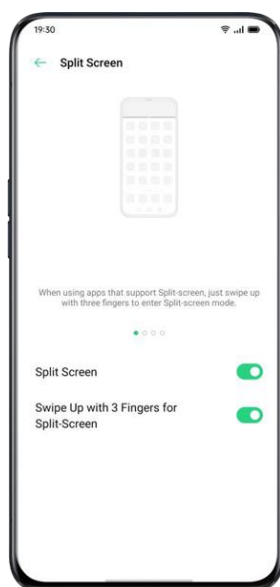 19:30
Split Screen
When using apps that support Split-screen, just swipe up
with three fingers to enter Split-screen mode.
Split Screen
Swipe Up with 3 Fingers for
Split-Screen